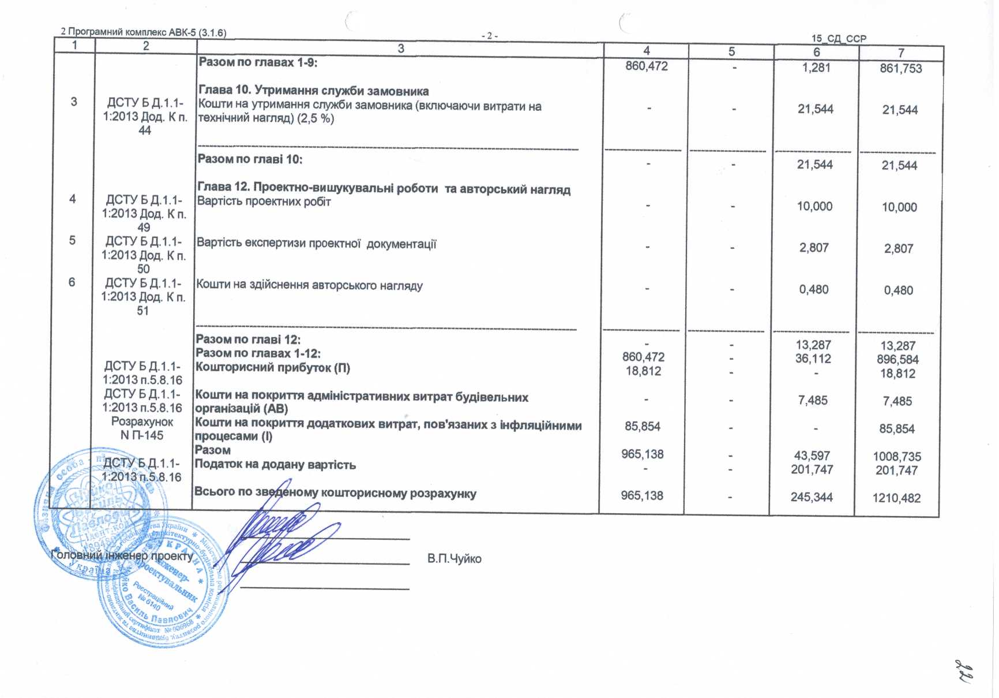 2 Програмний комплекс АВК-5 (3.1.6)
- 2 -
15_СД_ССР
1 2 3 4 5 6 7
Разом по главах 1-9: 860,472 - 1,281 861,753
Глава 10. Утримання служби замовника
3 ДСТУ Б Д.1.1- Кошти на утримання служби замовника (включаючи витрати на - - 21,544 21,544
1:2013 Дод. К п. технічний нагляд) (2,5 %)
44
Разом по главі 10: - - 21,544 21,544
Глава 12. Проектно-вишукувальні роботи та авторський нагляд
4 ДСТУ Б Д.1.1- Вартість проектних робіт - - 10,000 10,000
1:2013 Дод. К п.
49
5 ДСТУ Б Д.1.1- Вартість експертизи проектної документації - - 2,807 2,807
1:2013 Дод. К п.
50
6 ДСТУ Б Д.1.1- Кошти на здійснення авторського нагляду - - 0,480 0,480
1:2013 Дод. К п.
51
Разом по главі 12: - - 13,287 13,287
Разом по главах 1-12: 860,472 - 36,112 896,584
ДСТУ Б Д.1.1- Кошторисний прибуток (П) 18,812 - - 18,812
1:2013 п.5.8.16
ДСТУ Б Д.1.1- Кошти на покриття адміністративних витрат будівельних - - 7,485 7,485
1:2013 п.5.8.16 організацій (АВ)
Розрахунок Кошти на покриття додаткових витрат, пов'язаних з інфляційними 85,854 - - 85,854
N П-145 процесами (І)
Разом 965,138 - 43,597 1008,735
ДСТУ Б Д.1.1- Податок на додану вартість - - 201,747 201,747
1:2013 п.5.8.16
Всього по зведеному кошторисному розрахунку 965,138 - 245,344 1210,482
Головний інженер проекту В.П.Чуйко
Чуйко
Василь
Павлович
Ідент.код
Україна
УКРАЇНА
Інженер-
проектувальник
Реєстраційний
№ 6140
Чуйко Василь Павлович
Кваліфікаційний сертифікат № 006968
22